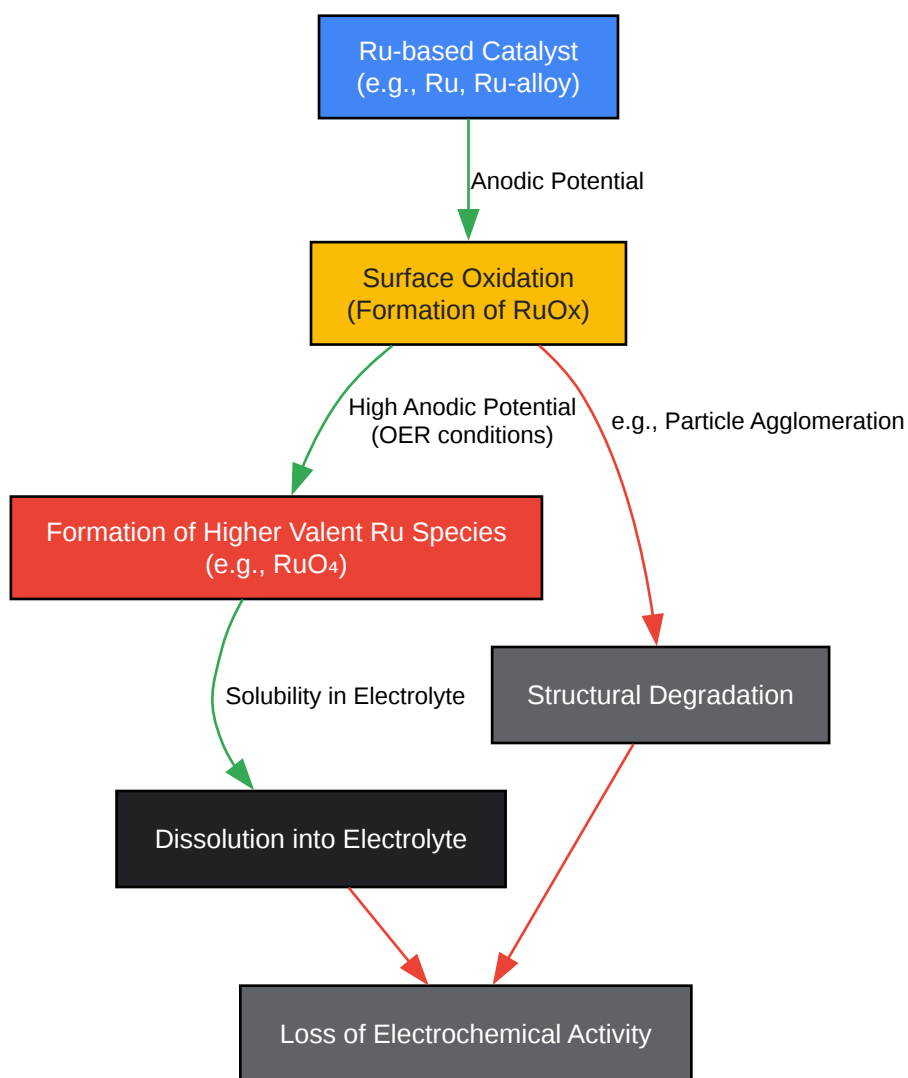 Ru-based Catalyst
(e.g., Ru, Ru-alloy)
Anodic Potential
Surface Oxidation
(Formation of RuOx)
High Anodic Potential
(OER conditions)
e.g., Particle Agglomeration
Formation of Higher Valent Ru Species
(e.g., RuO₄)
Solubility in Electrolyte
Structural Degradation
Dissolution into Electrolyte
Loss of Electrochemical Activity